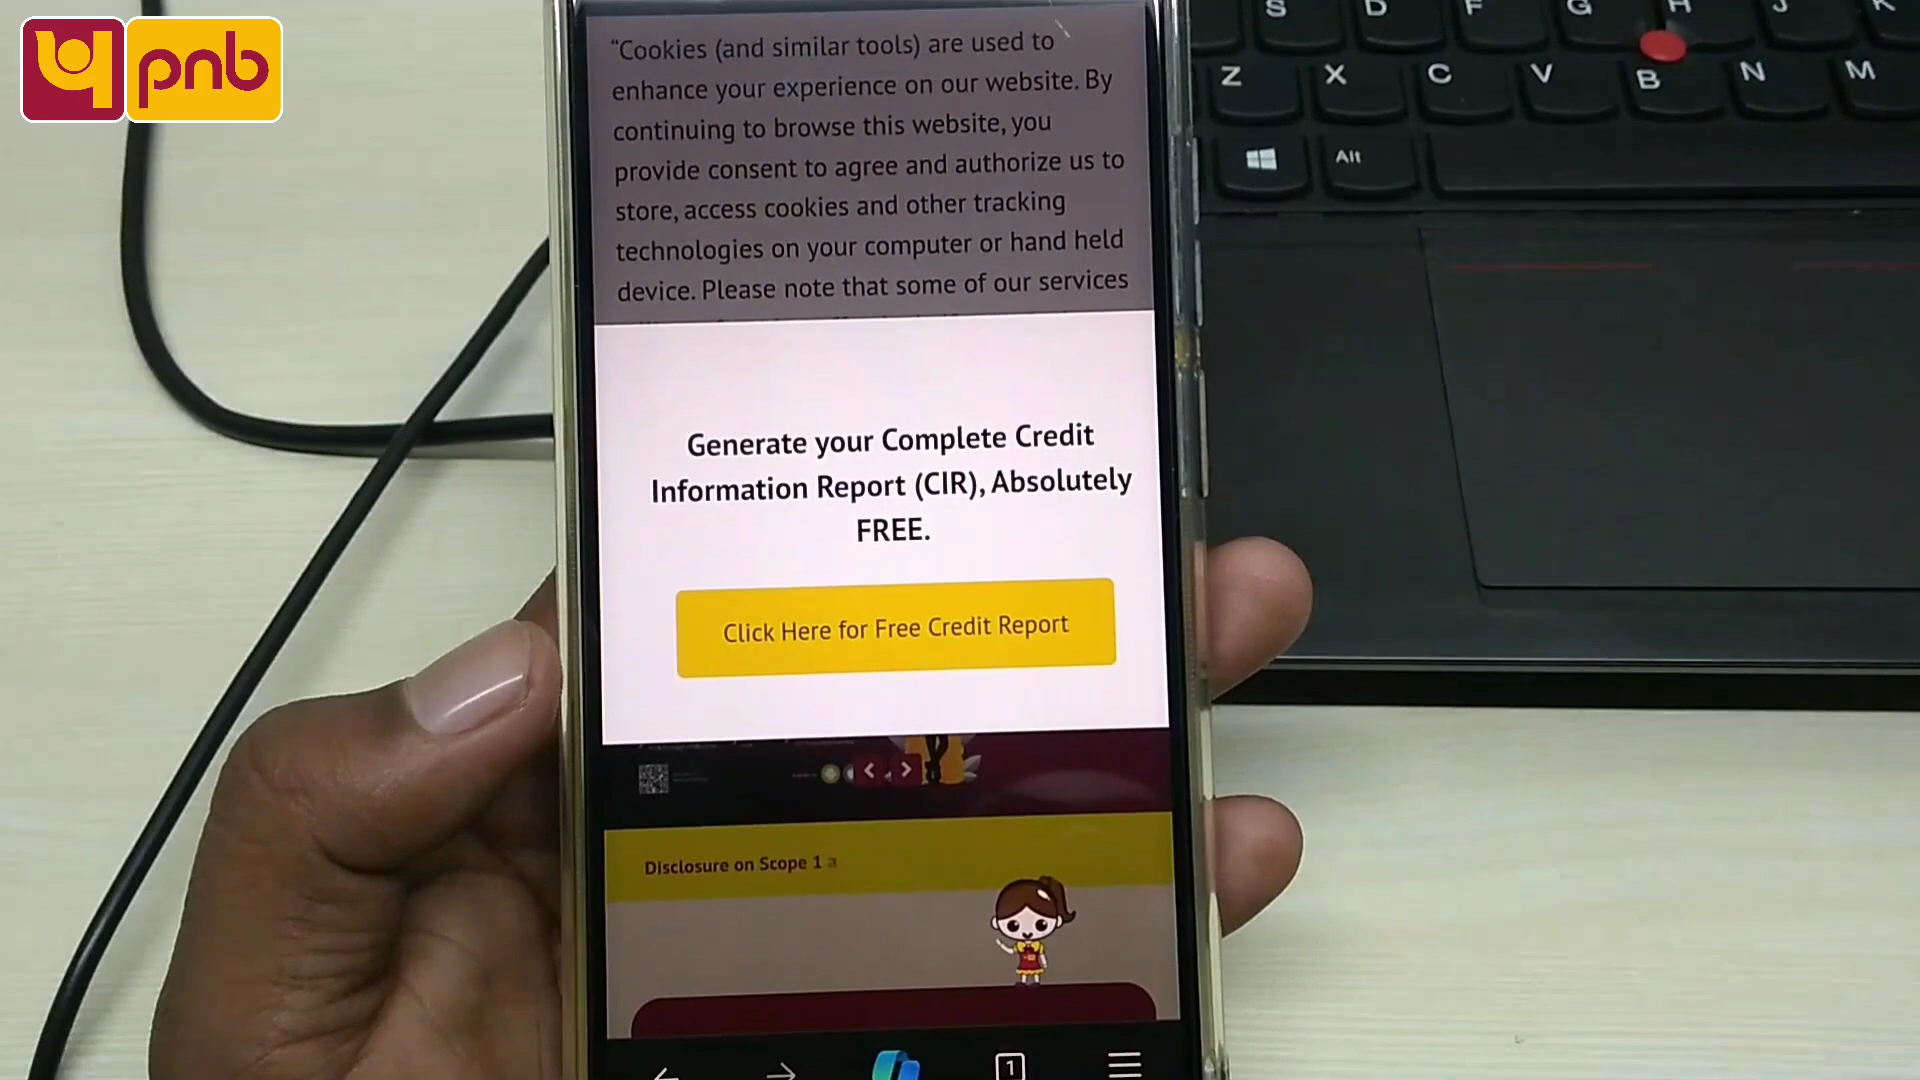 प pnb
“Cookies (and similar tools) are used to
enhance your experience on our website. By
continuing to browse this website, you
provide consent to agree and authorize us to
store, access cookies and other tracking
technologies on your computer or hand held
device. Please note that some of our services
Generate your Complete Credit
Information Report (CIR), Absolutely
FREE.
Click Here for Free Credit Report
Disclosure on Scope 1 a
1
S D F G H J K
Z X C V B N M
Alt